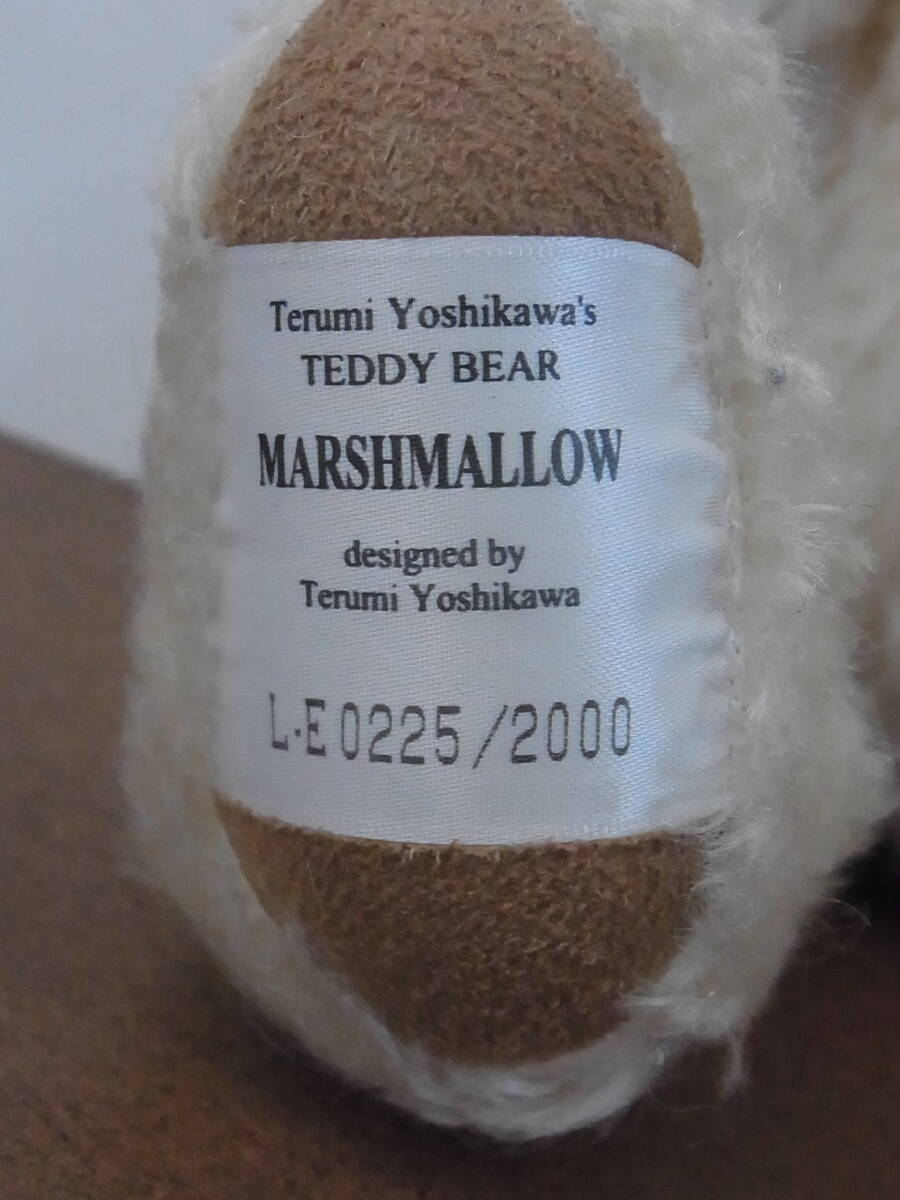 Terumi Yoshikawa's
TEDDY BEAR
MARSHMALLOW
designed by
Terumi Yoshikawa
L·E 0225/2000